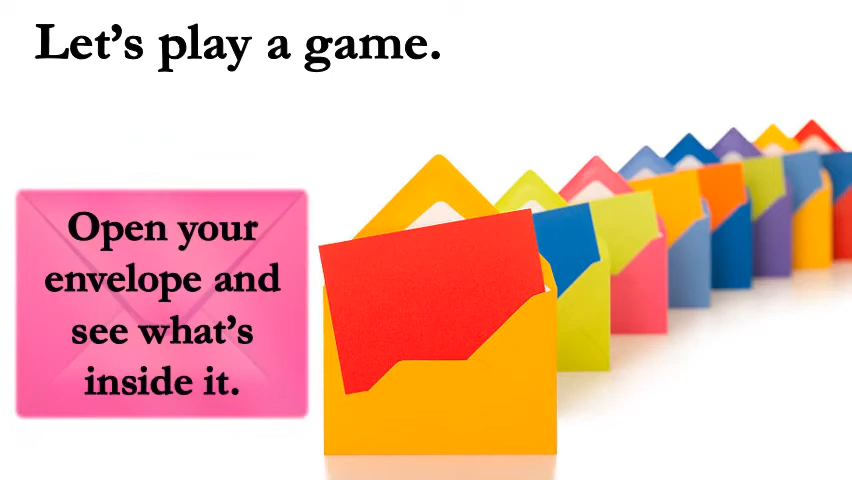 Let’s play a game.
Open your
envelope and
see what’s
inside it.